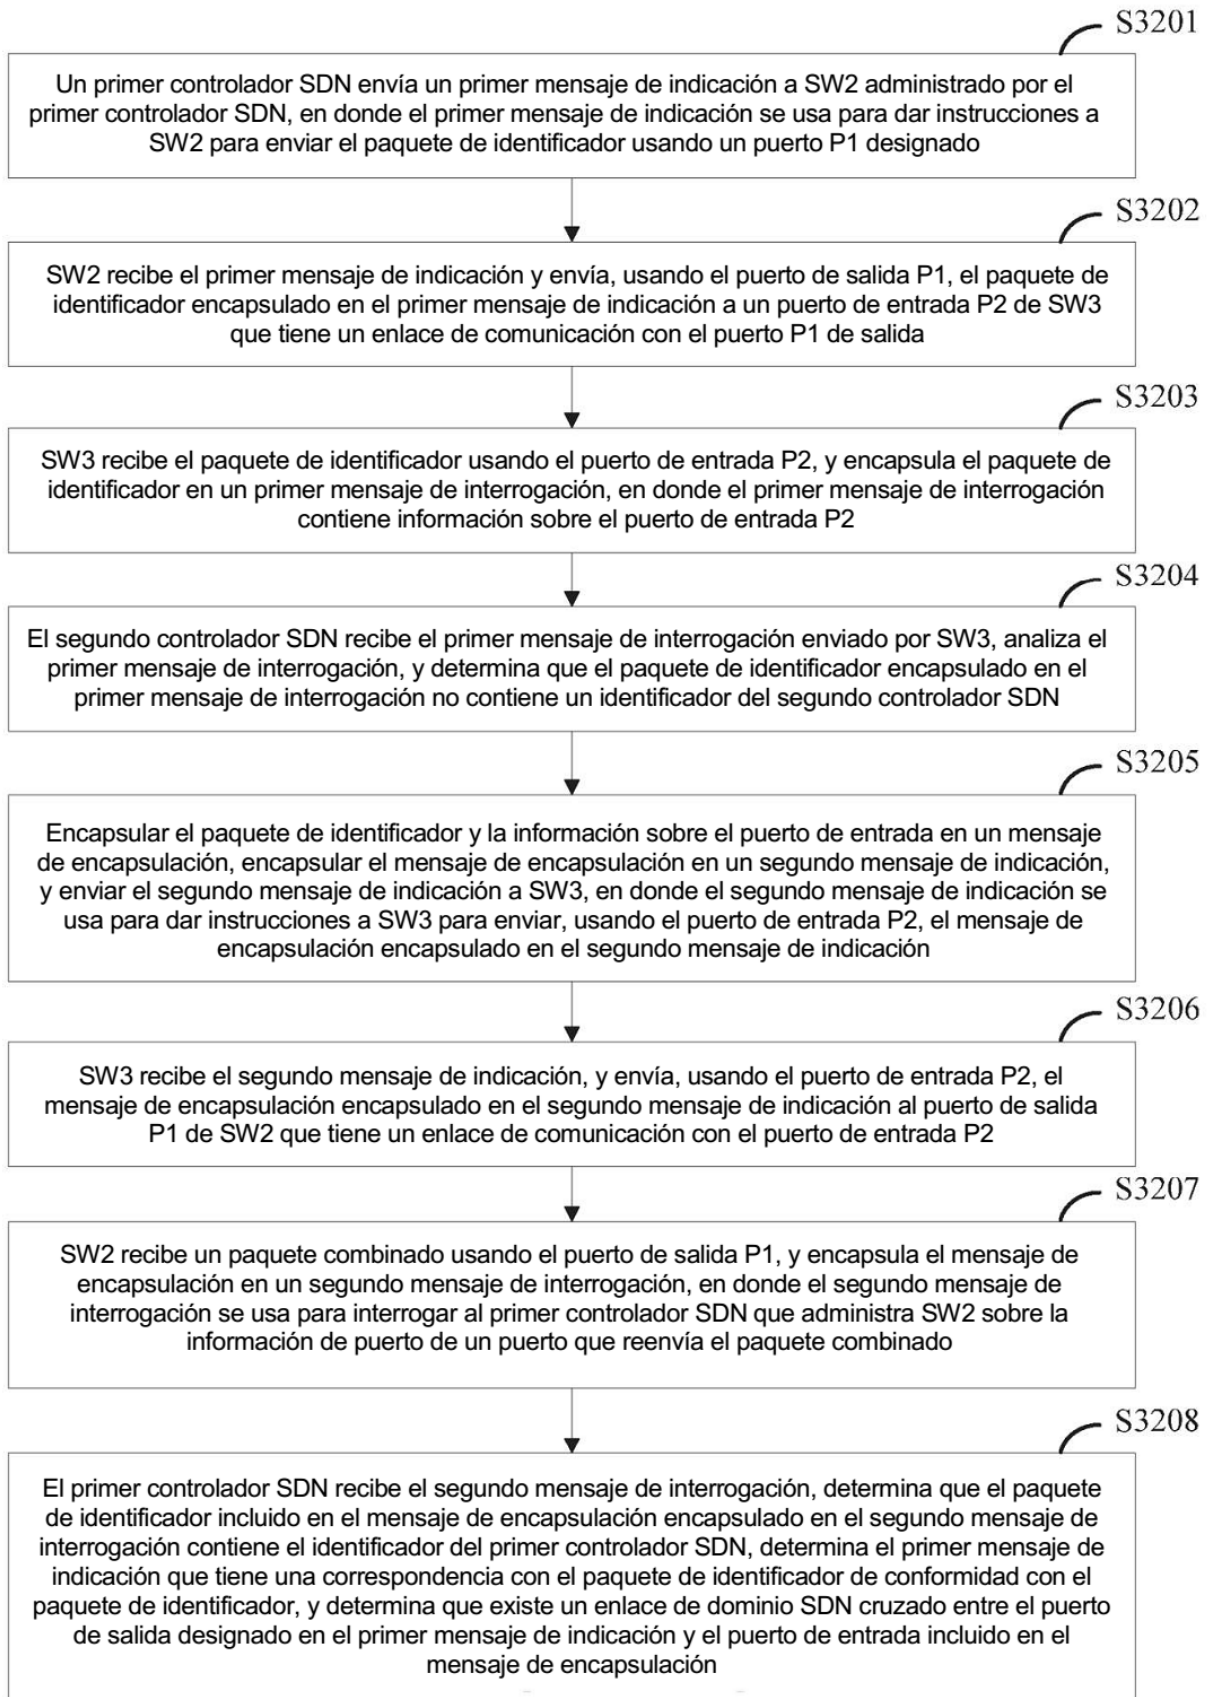 S3201
Un primer controlador SDN envía un primer mensaje de indicación a SW2 administrado por el
primer controlador SDN, en donde el primer mensaje de indicación se usa para dar instrucciones a
SW2 para enviar el paquete de identificador usando un puerto P1 designado
S3202
SW2 recibe el primer mensaje de indicación y envía, usando el puerto de salida P1, el paquete de
identificador encapsulado en el primer mensaje de indicación a un puerto de entrada P2 de SW3
que tiene un enlace de comunicación con el puerto P1 de salida
S3203
SW3 recibe el paquete de identificador usando el puerto de entrada P2, y encapsula el paquete de
identificador en un primer mensaje de interrogación, en donde el primer mensaje de interrogación
contiene información sobre el puerto de entrada P2
S3204
El segundo controlador SDN recibe el primer mensaje de interrogación enviado por SW3, analiza el
primer mensaje de interrogación, y determina que el paquete de identificador encapsulado en el
primer mensaje de interrogación no contiene un identificador del segundo controlador SDN
S3205
Encapsular el paquete de identificador y la información sobre el puerto de entrada en un mensaje
de encapsulación, encapsular el mensaje de encapsulación en un segundo mensaje de indicación,
y enviar el segundo mensaje de indicación a SW3, en donde el segundo mensaje de indicación se
usa para dar instrucciones a SW3 para enviar, usando el puerto de entrada P2, el mensaje de
encapsulación encapsulado en el segundo mensaje de indicación
S3206
SW3 recibe el segundo mensaje de indicación, y envía, usando el puerto de entrada P2, el
mensaje de encapsulación encapsulado en el segundo mensaje de indicación al puerto de salida
P1 de SW2 que tiene un enlace de comunicación con el puerto de entrada P2
S3207
SW2 recibe un paquete combinado usando el puerto de salida P1, y encapsula el mensaje de
encapsulación en un segundo mensaje de interrogación, en donde el segundo mensaje de
interrogación se usa para interrogar al primer controlador SDN que administra SW2 sobre la
información de puerto de un puerto que reenvía el paquete combinado
S3208
El primer controlador SDN recibe el segundo mensaje de interrogación, determina que el paquete
de identificador incluido en el mensaje de encapsulación encapsulado en el segundo mensaje de
interrogación contiene el identificador del primer controlador SDN, determina el primer mensaje de
indicación que tiene una correspondencia con el paquete de identificador de conformidad con el
paquete de identificador, y determina que existe un enlace de dominio SDN cruzado entre el puerto
de salida designado en el primer mensaje de indicación y el puerto de entrada incluido en el
mensaje de encapsulación